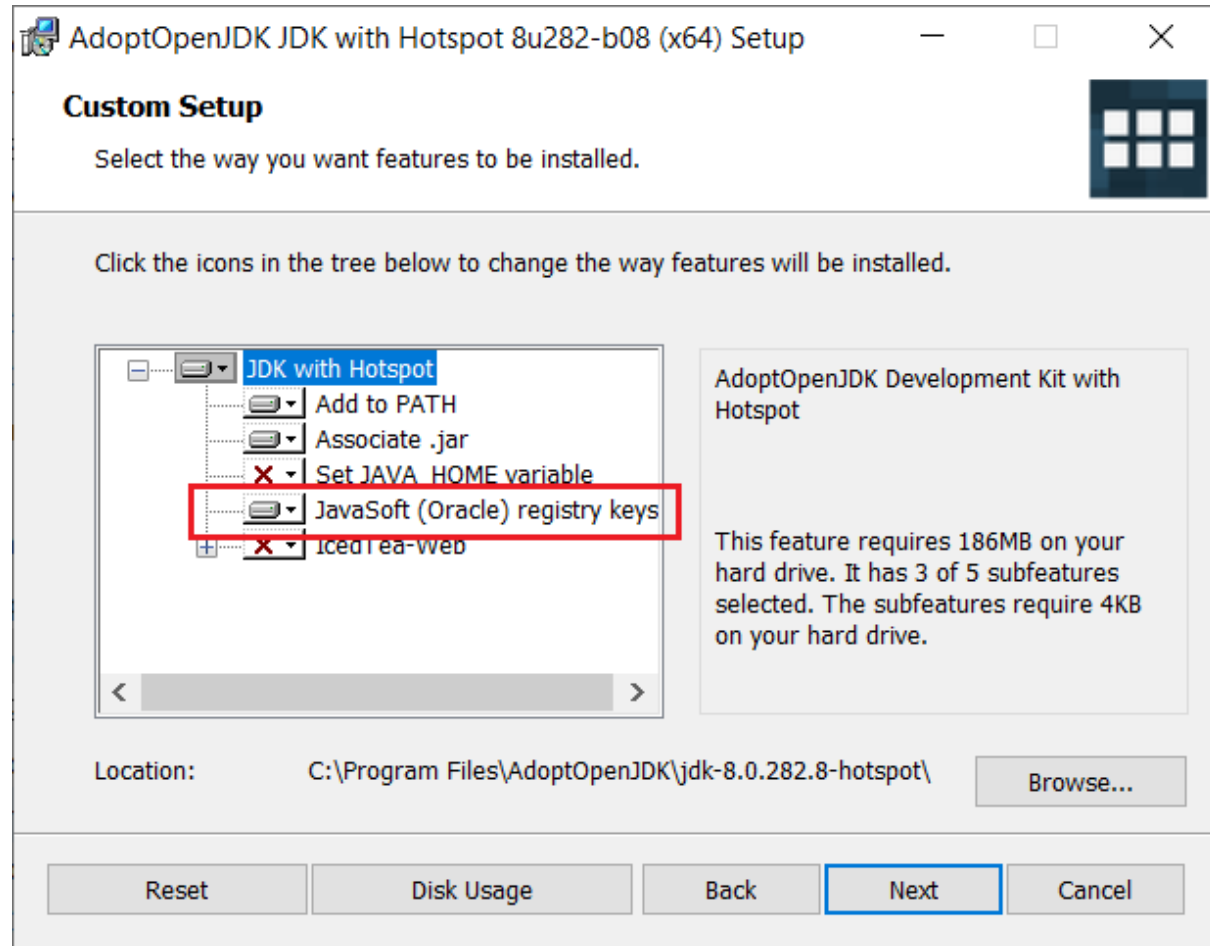 AdoptOpenJDK JDK with Hotspot 8u282-b08 (x64) Setup
Custom Setup
Select the way you want features to be installed.
Click the icons in the tree below to change the way features will be installed.
JDK with Hotspot
Add to PATH
Associate .jar
Set JAVA_HOME variable
JavaSoft (Oracle) registry keys
IcedTea-Web
AdoptOpenJDK Development Kit with
Hotspot
This feature requires 186MB on your
hard drive. It has 3 of 5 subfeatures
selected. The subfeatures require 4KB
on your hard drive.
Location: C:\Program Files\AdoptOpenJDK\jdk-8.0.282.8-hotspot\ Browse...
Reset Disk Usage Back Next Cancel